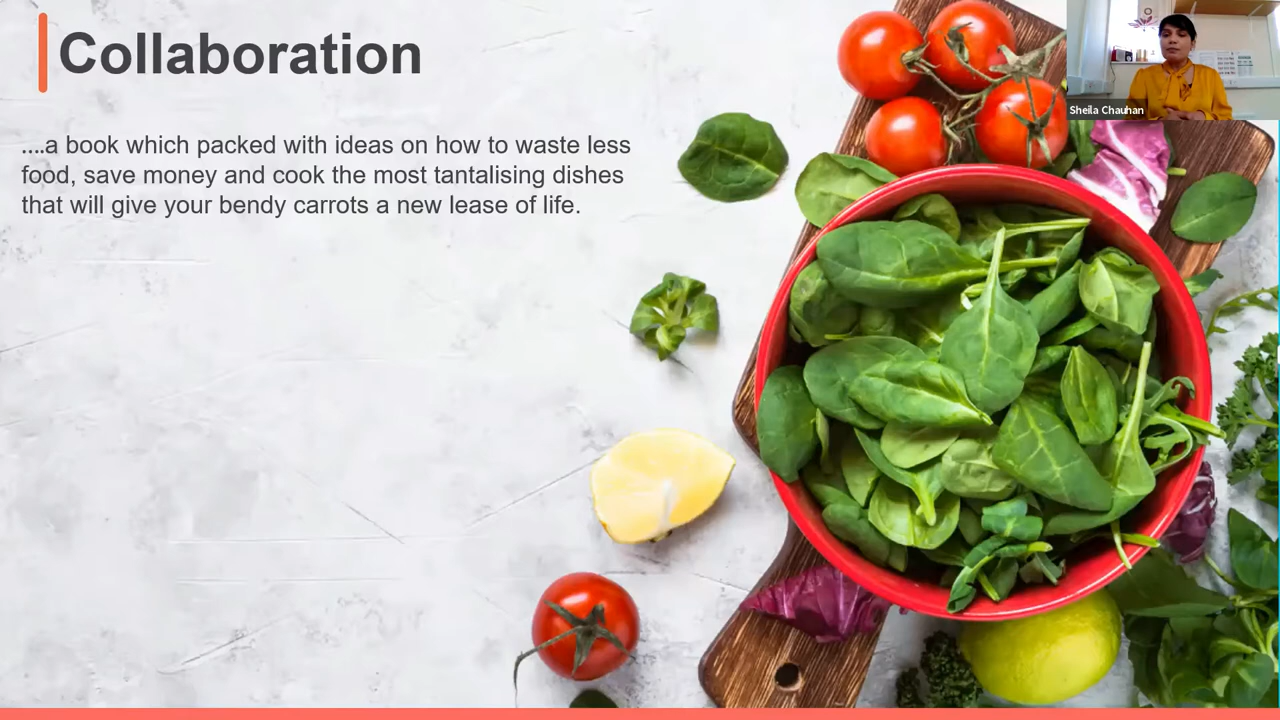 Collaboration
....a book which packed with ideas on how to waste less
food, save money and cook the most tantalising dishes
that will give your bendy carrots a new lease of life.
Sheila Chauhan